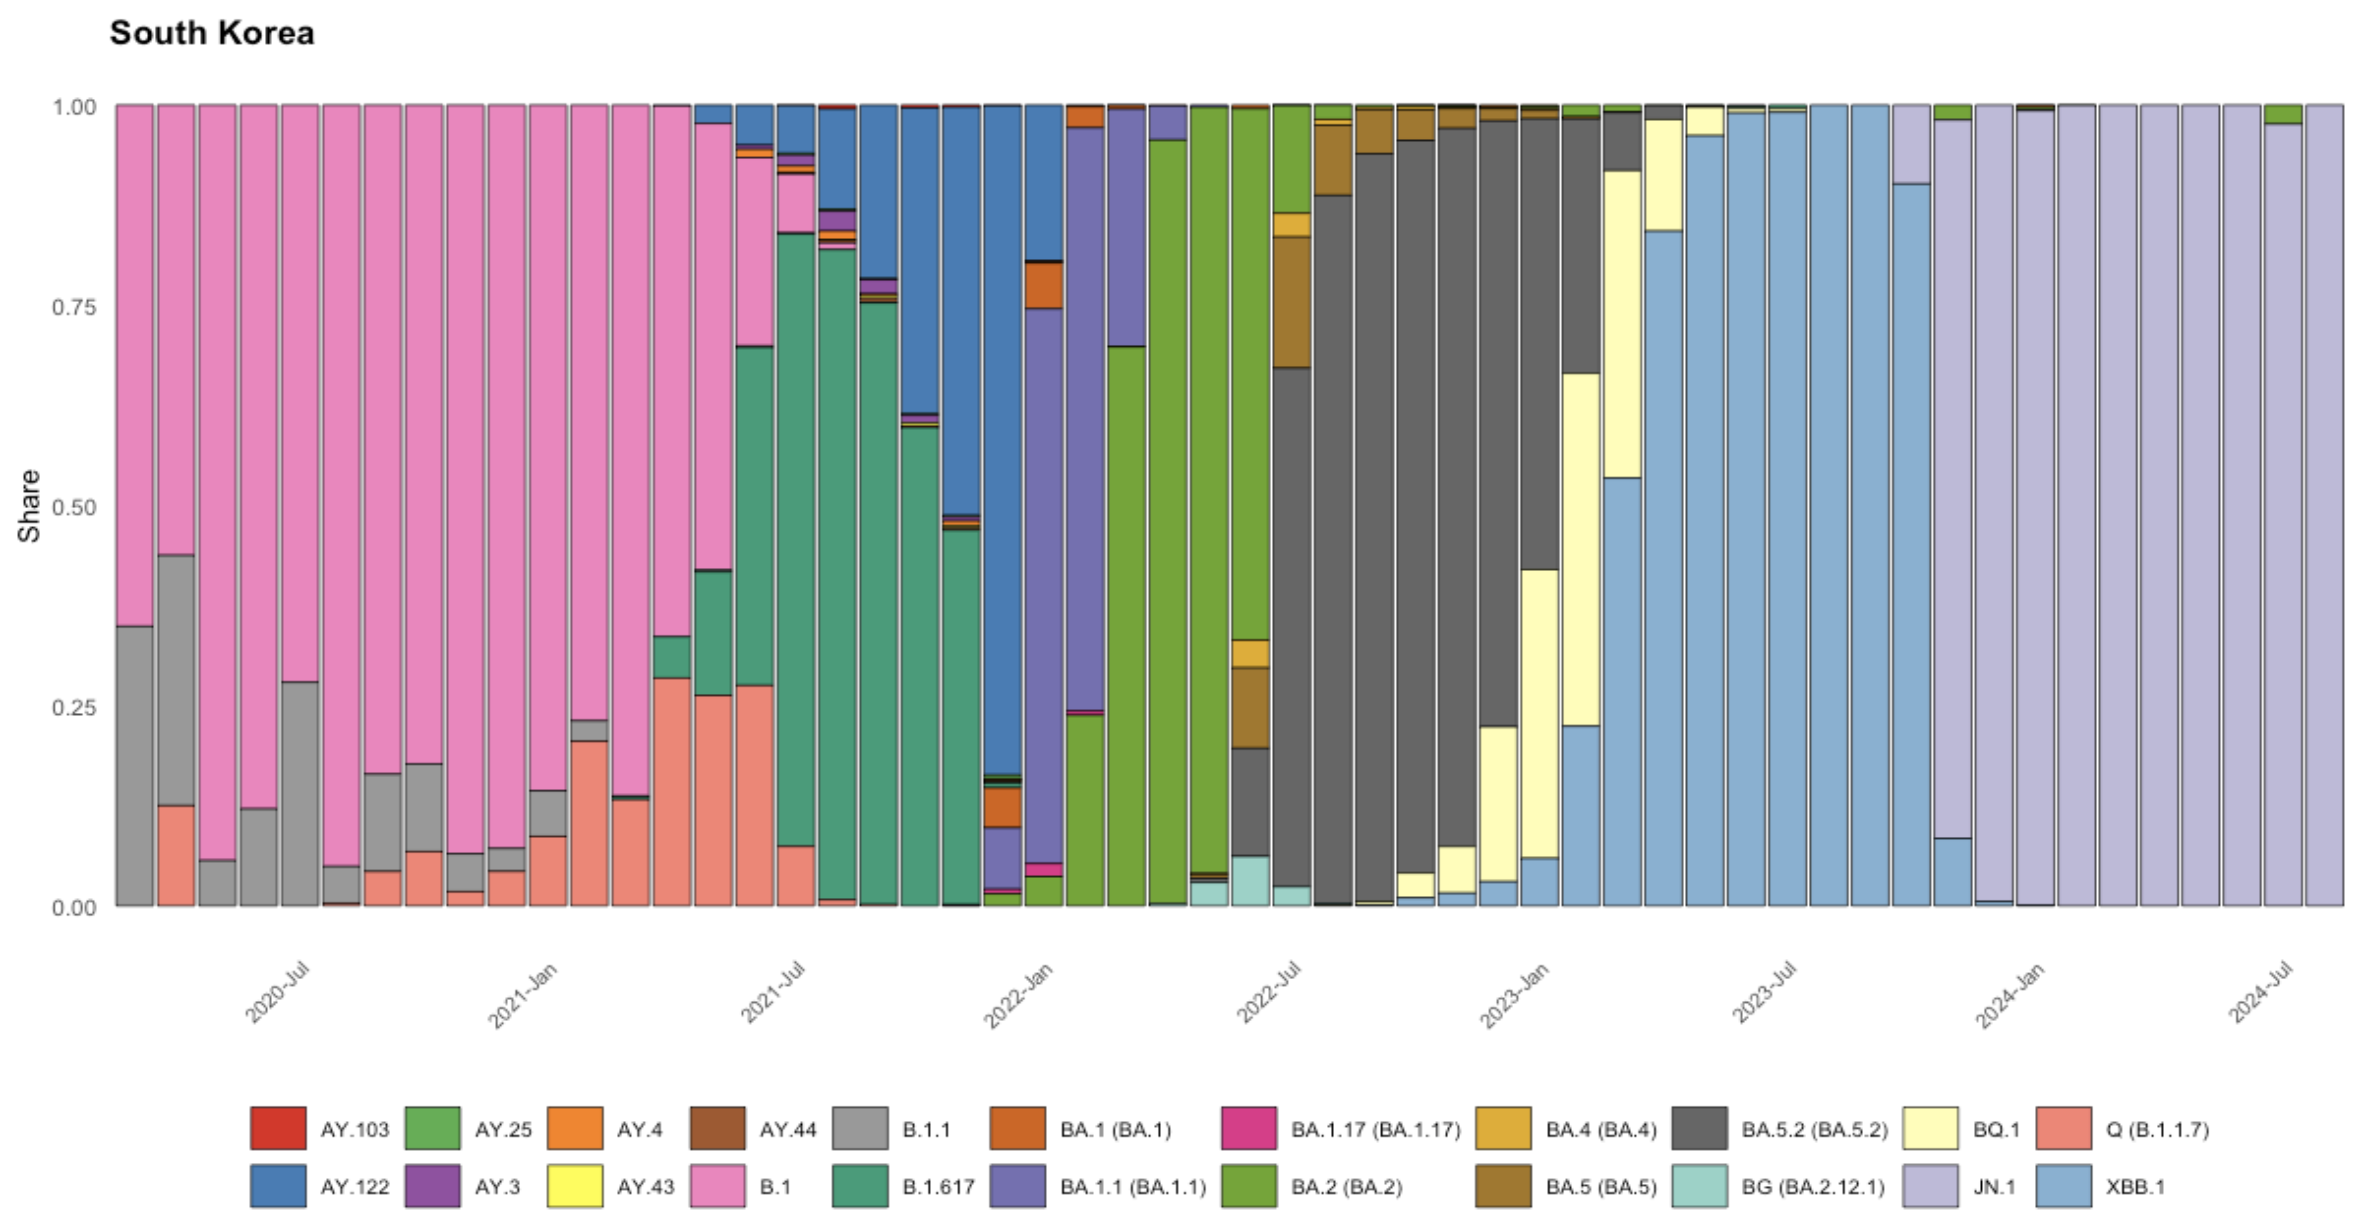 South Korea
1.00
0.75
0.50
0.25
0.00
Share
2020-Jul
2021-Jan
2021-Jul
2022-Jan
2022-Jul
2023-Jan
2023-Jul
2024-Jan
2024-Jul
AY.103 AY.25 AY.4 AY.44 B.1.1 BA.1 (BA.1) BA.1.17 (BA.1.17) BA.4 (BA.4) BA.5.2 (BA.5.2) BQ.1 Q (B.1.1.7)
AY.122 AY.3 AY.43 B.1 B.1.617 BA.1.1 (BA.1.1) BA.2 (BA.2) BA.5 (BA.5) BG (BA.2.12.1) JN.1 XBB.1